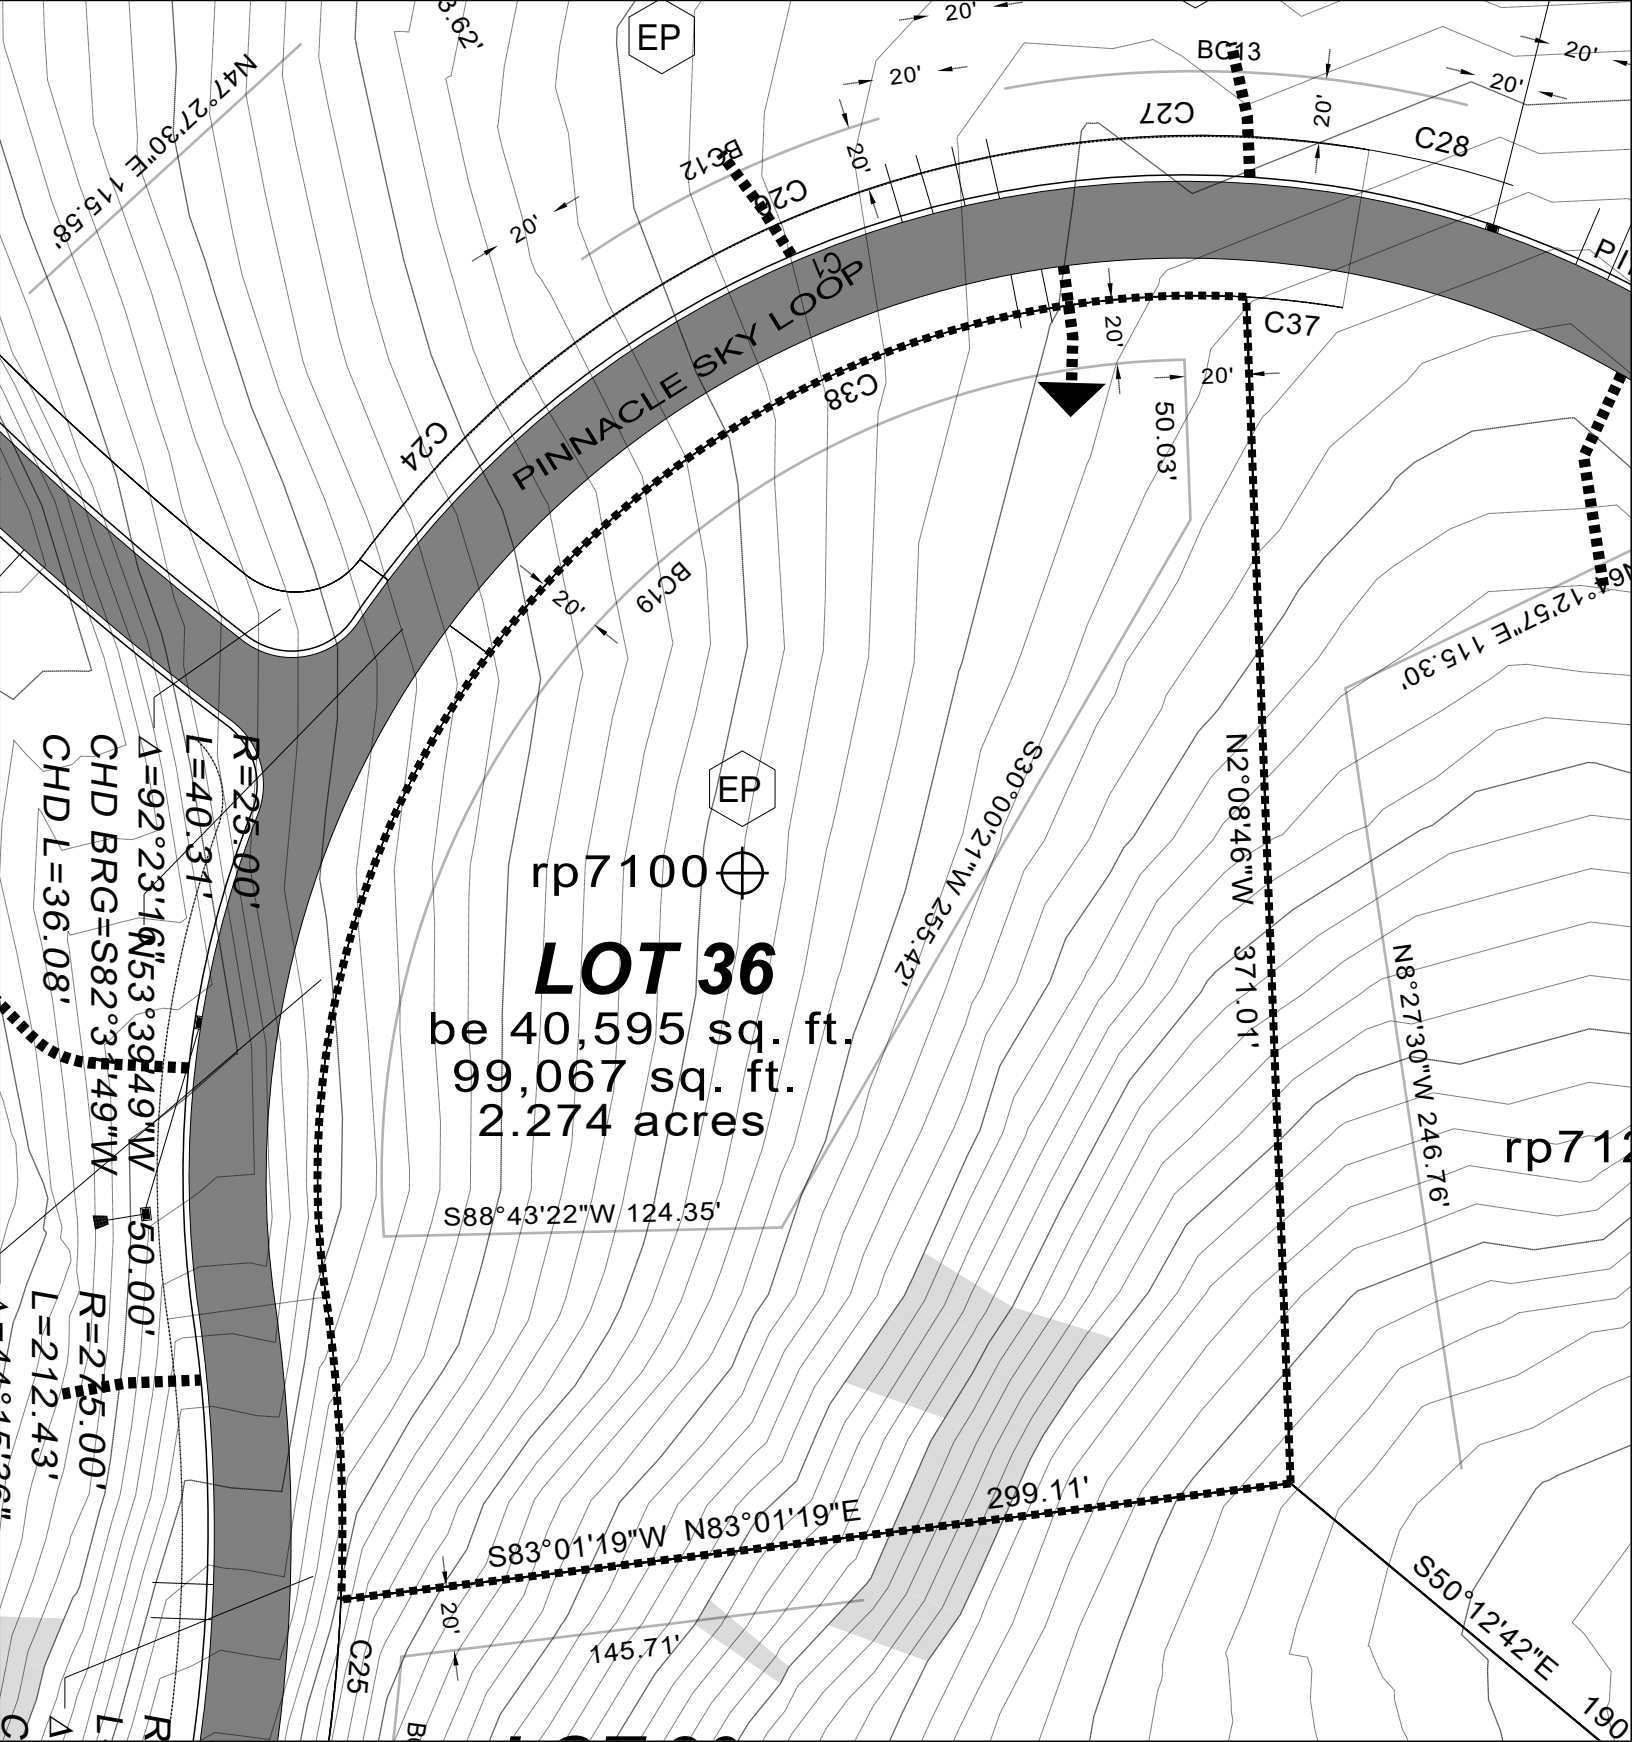 EP
20'
20'
20'
20'
BC13
20'
C27
C28
N47°27'30"E 115.58'
BC12
20'
20'
C1
PINNACLE SKY LOOP
C37
20'
20'
C38
50.03'
C24
20'
BC19
N2°08'46"W 371.01'
S30°00'21"W 255.42'
EP
rp7100
LOT 36
be 40,595 sq. ft.
99,067 sq. ft.
2.274 acres
S88°43'22"W 124.35'
R=25.00'
L=40.31'
Δ=92°23'16"
CHD BRG=S82°31'49"W
CHD L=36.08'
N53°39'49"W
50.00'
R=275.00'
L=212.43'
N8°27'30"W 246.76'
S83°01'19"W N83°01'19"E 299.11'
20'
145.71'
C25
S50°12'42"E